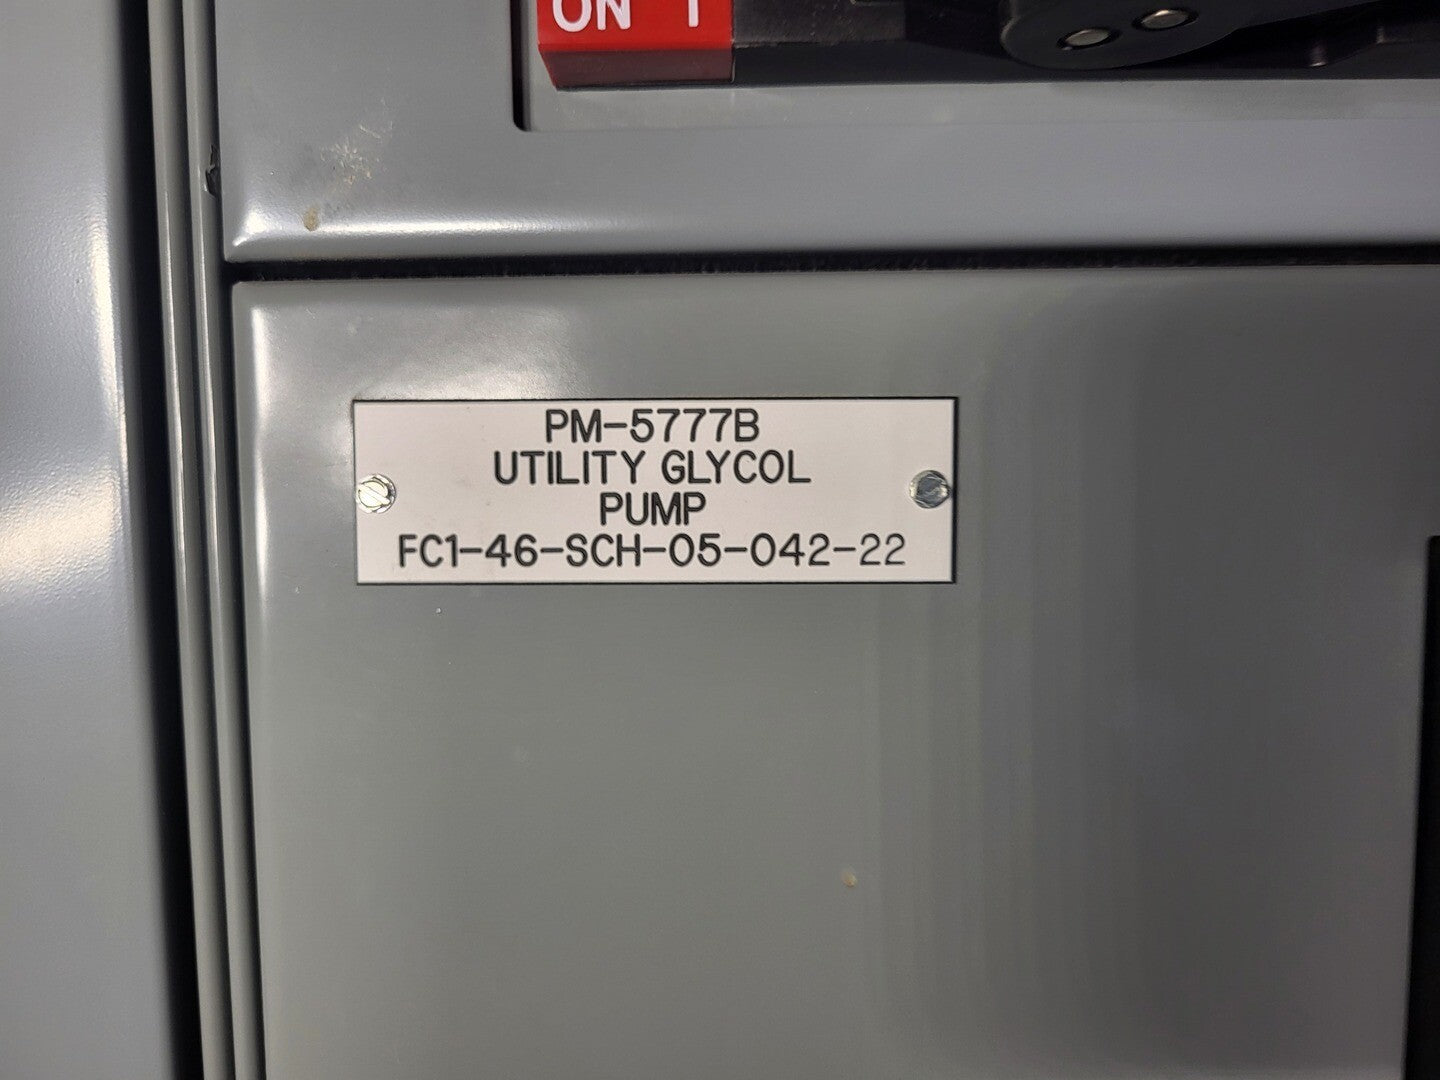 ON I
PM-5777B
UTILITY GLYCOL
PUMP
FC1-46-SCH-05-042-22